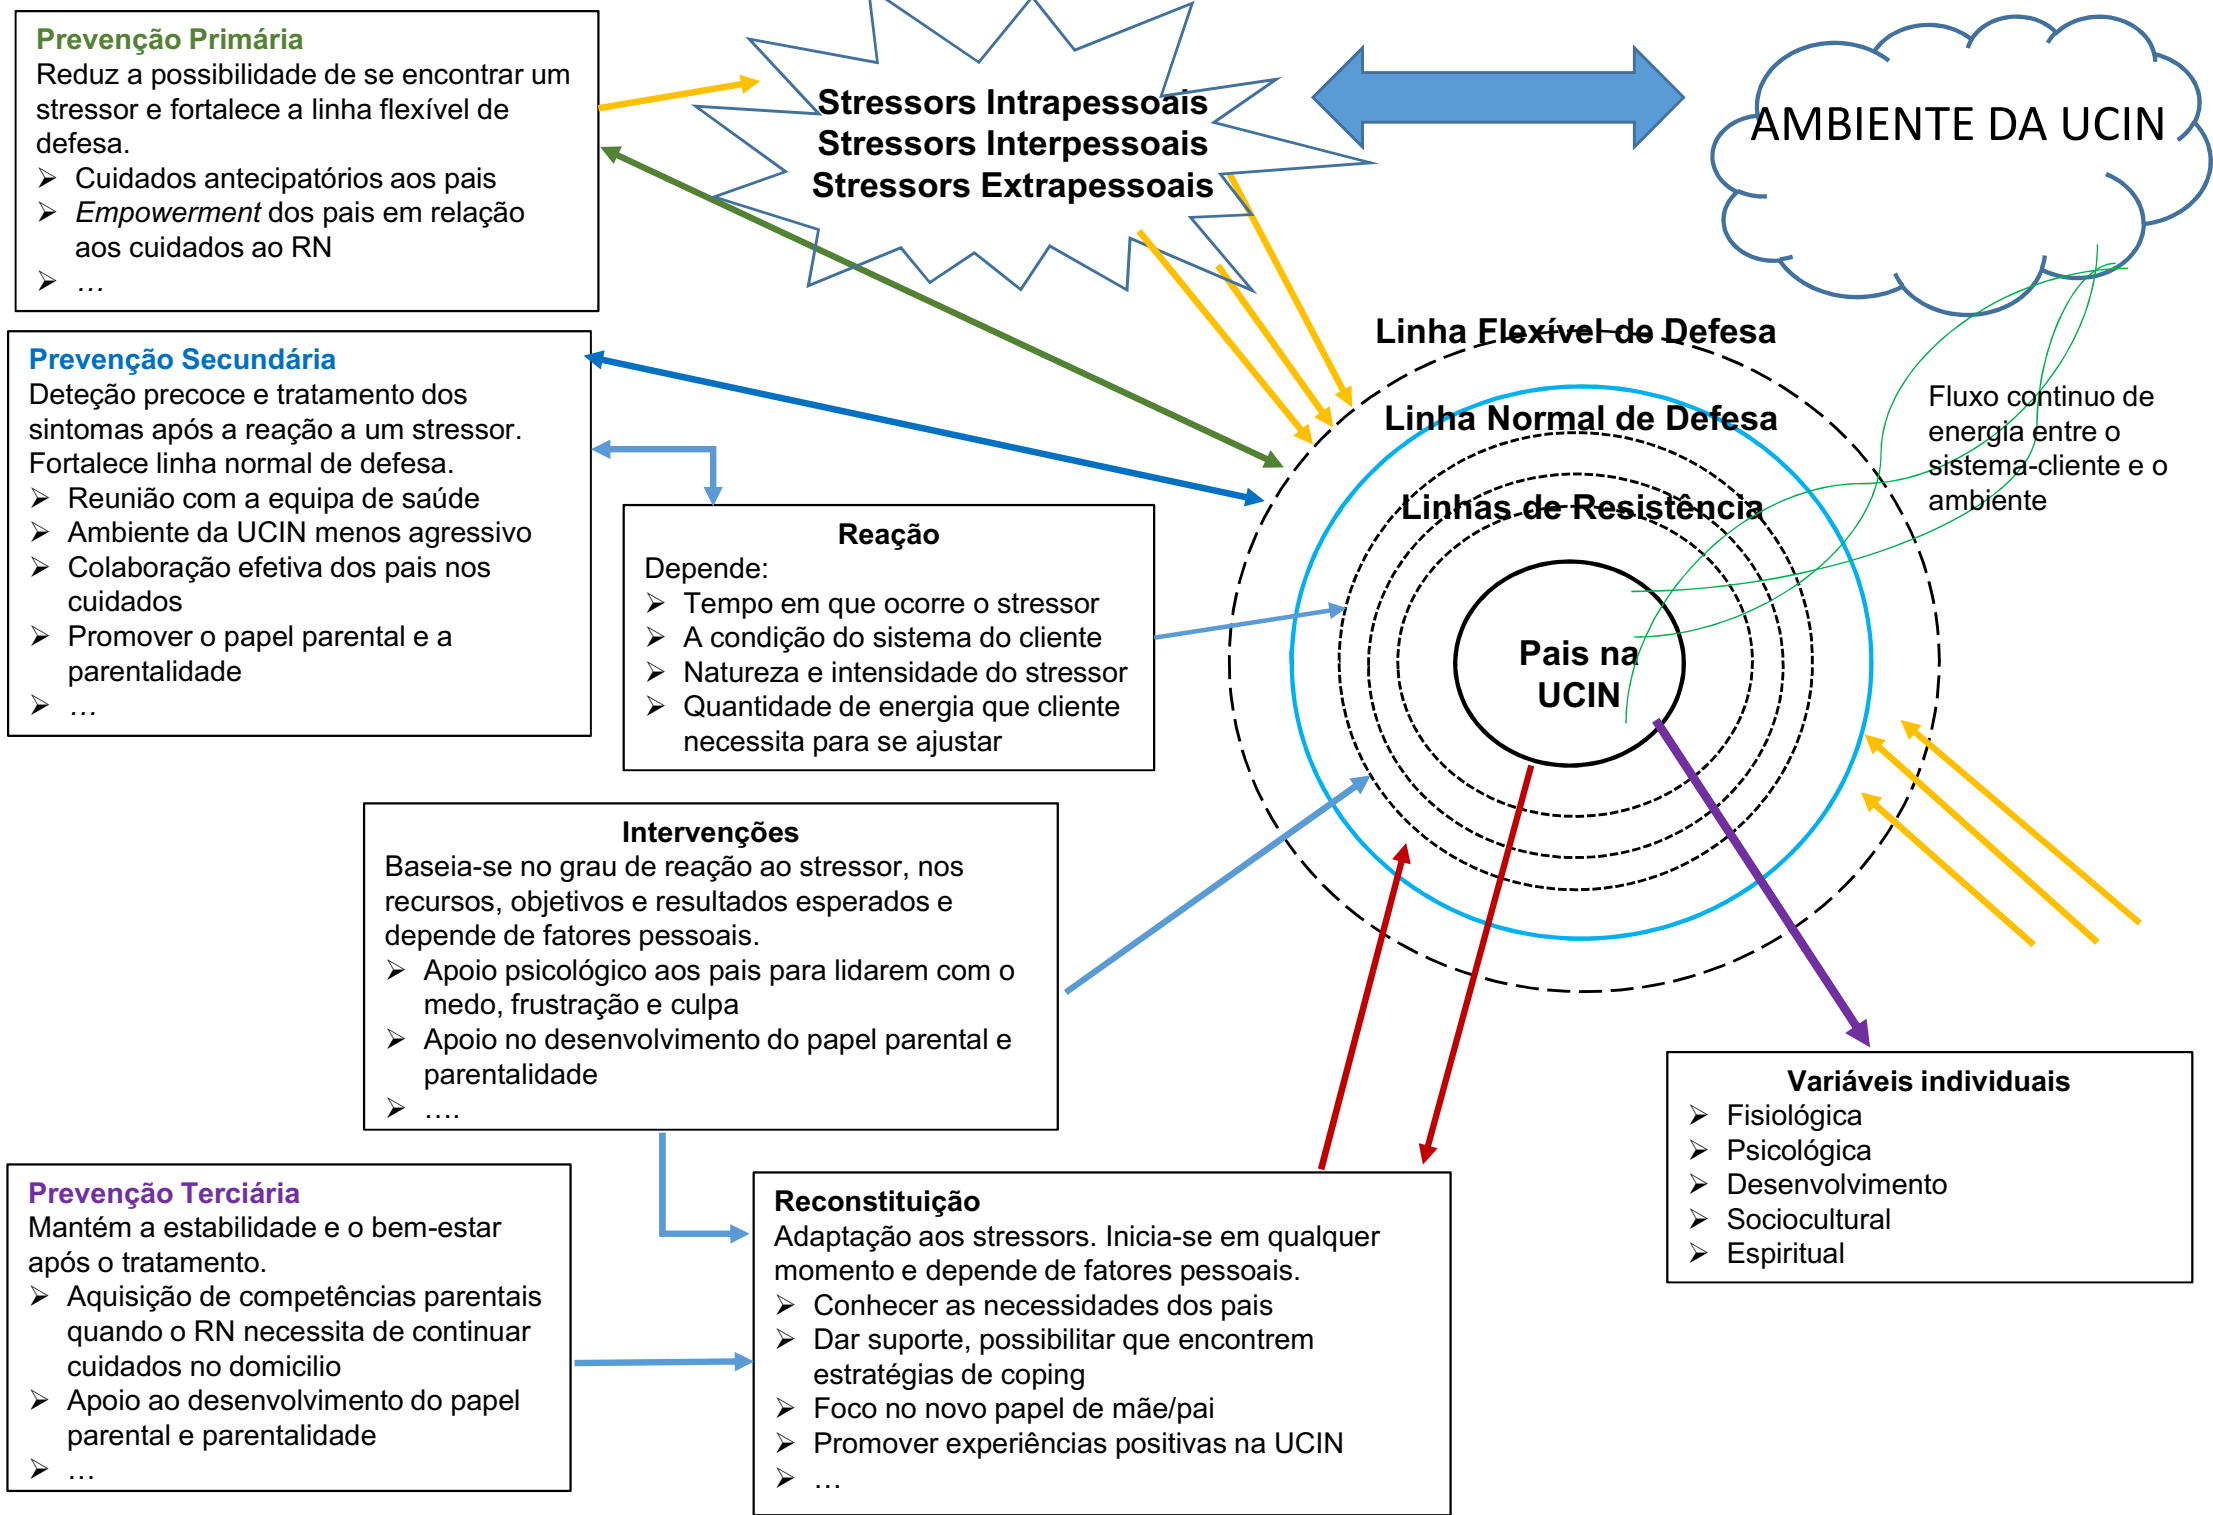 Prevenção Primária
Reduz a possibilidade de se encontrar um
stressor e fortalece a linha flexível de
defesa.
➢ Cuidados antecipatórios aos pais
➢ Empowerment dos pais em relação
aos cuidados ao RN
➢ …
Stressors Intrapessoais
Stressors Interpessoais
Stressors Extrapessoais
AMBIENTE DA UCIN
Prevenção Secundária
Deteção precoce e tratamento dos
sintomas após a reação a um stressor.
Fortalece linha normal de defesa.
➢ Reunião com a equipa de saúde
➢ Ambiente da UCIN menos agressivo
➢ Colaboração efetiva dos pais nos
cuidados
➢ Promover o papel parental e a
parentalidade
➢ …
Reação
Depende:
➢ Tempo em que ocorre o stressor
➢ A condição do sistema do cliente
➢ Natureza e intensidade do stressor
➢ Quantidade de energia que cliente
necessita para se ajustar
Linha Flexível de Defesa
Linha Normal de Defesa
Linhas de Resistência
Pais na
UCIN
Fluxo continuo de
energia entre o
sistema-cliente e o
ambiente
Intervenções
Baseia-se no grau de reação ao stressor, nos
recursos, objetivos e resultados esperados e
depende de fatores pessoais.
➢ Apoio psicológico aos pais para lidarem com o
medo, frustração e culpa
➢ Apoio no desenvolvimento do papel parental e
parentalidade
➢ ….
Variáveis individuais
➢ Fisiológica
➢ Psicológica
➢ Desenvolvimento
➢ Sociocultural
➢ Espiritual
Prevenção Terciária
Mantém a estabilidade e o bem-estar
após o tratamento.
➢ Aquisição de competências parentais
quando o RN necessita de continuar
cuidados no domicilio
➢ Apoio ao desenvolvimento do papel
parental e parentalidade
➢ …
Reconstituição
Adaptação aos stressors. Inicia-se em qualquer
momento e depende de fatores pessoais.
➢ Conhecer as necessidades dos pais
➢ Dar suporte, possibilitar que encontrem
estratégias de coping
➢ Foco no novo papel de mãe/pai
➢ Promover experiências positivas na UCIN
➢ …